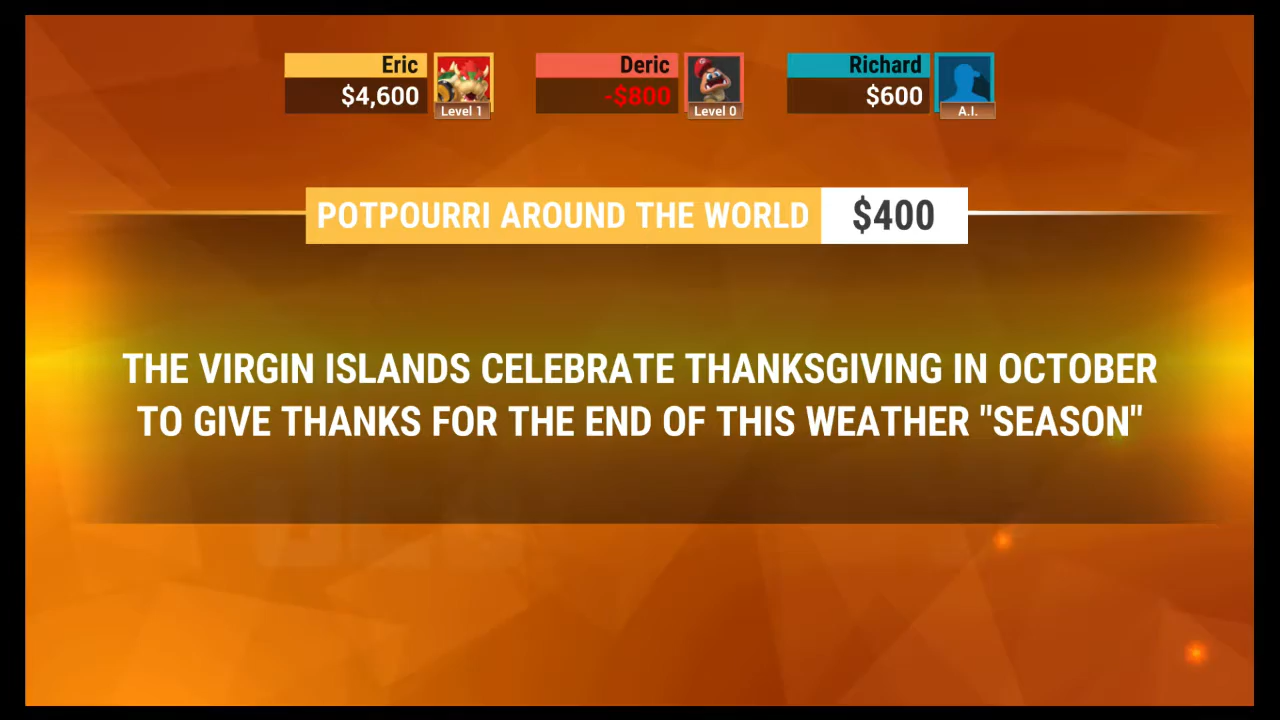 Eric
$4,600
Level 1
Deric
-$800
Level 0
Richard
$600
A.I.
POTPOURRI AROUND THE WORLD $400
THE VIRGIN ISLANDS CELEBRATE THANKSGIVING IN OCTOBER
TO GIVE THANKS FOR THE END OF THIS WEATHER "SEASON"